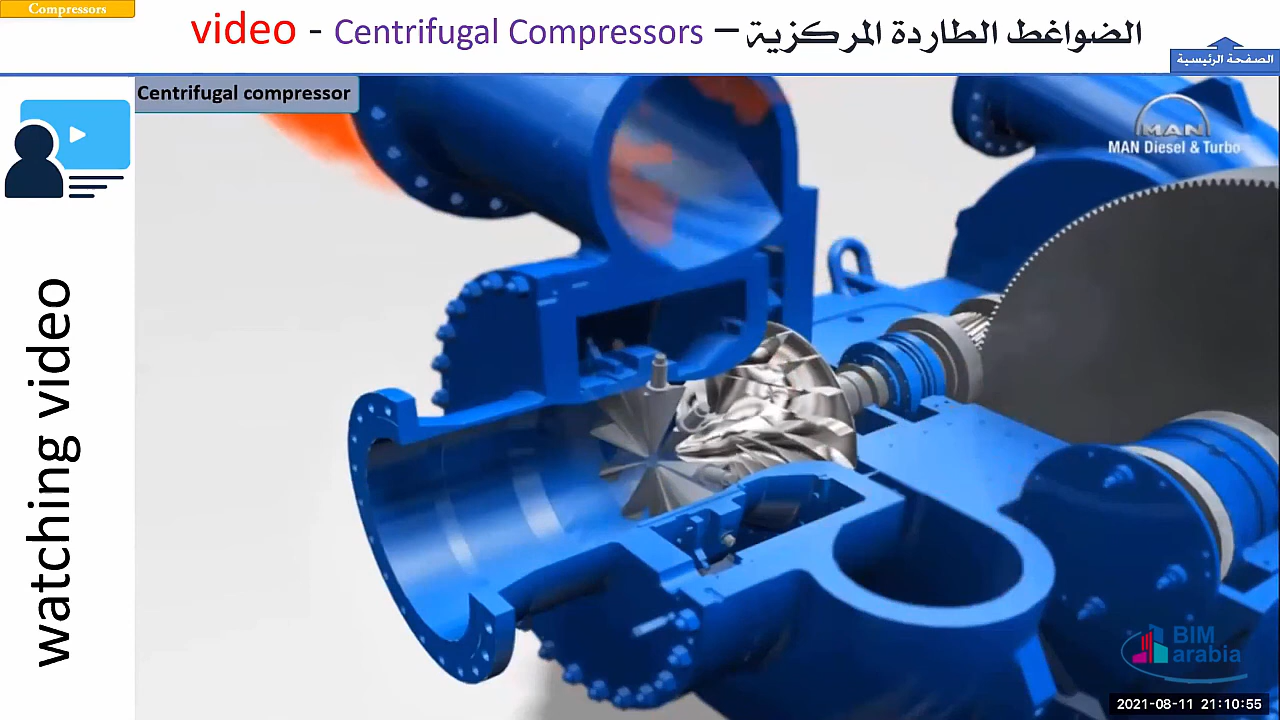 Compressors
video - Centrifugal Compressors – الضواغط الطاردة المركزية
الصفحة الرئيسية
Centrifugal compressor
MAN
MAN Diesel & Turbo
watching video
BIM
arabia
2021-08-11 21:10:55